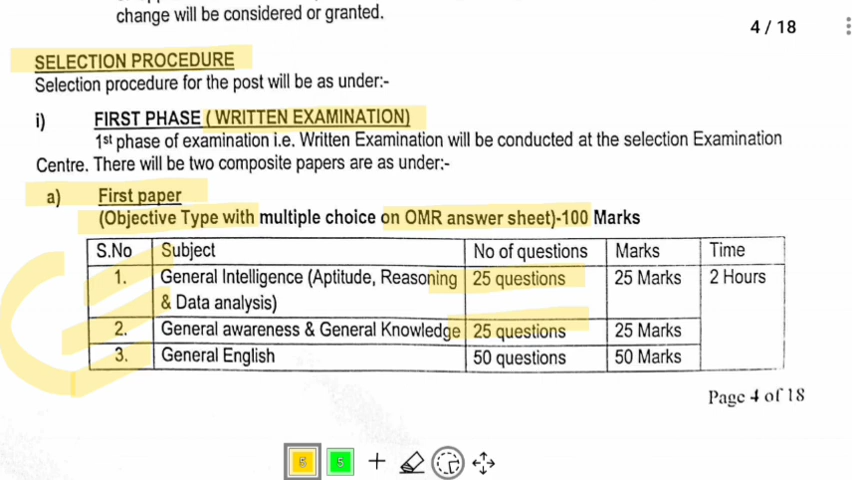 change will be considered or granted.
4 / 18
SELECTION PROCEDURE
Selection procedure for the post will be as under:-
i) FIRST PHASE ( WRITTEN EXAMINATION)
1st phase of examination i.e. Written Examination will be conducted at the selection Examination
Centre. There will be two composite papers are as under:-
a) First paper
(Objective Type with multiple choice on OMR answer sheet)-100 Marks
S.No Subject No of questions Marks Time
1. General Intelligence (Aptitude, Reasoning 25 questions 25 Marks 2 Hours
& Data analysis)
2. General awareness & General Knowledge 25 questions 25 Marks
3. General English 50 questions 50 Marks
Page 4 of 18